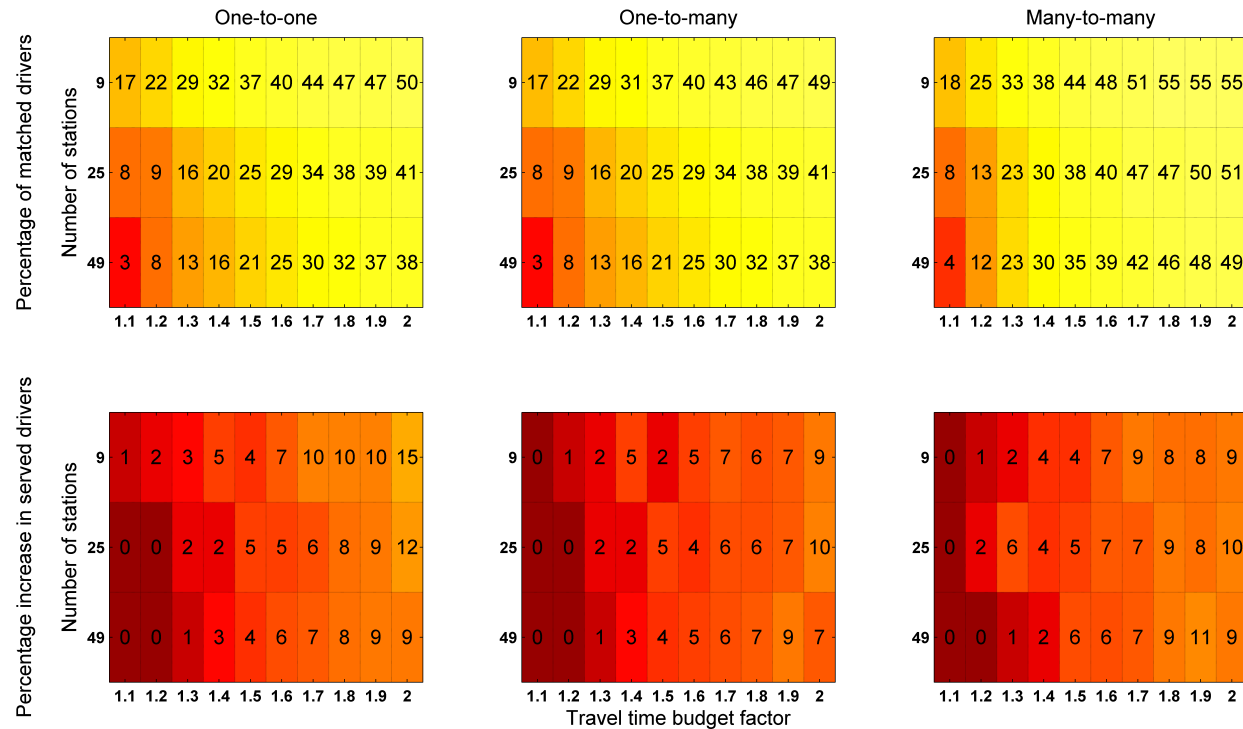 One-to-one
One-to-many
Many-to-many
Percentage of matched drivers
Number of stations
9 17 22 29 32 37 40 44 47 47 50
25 8 9 16 20 25 29 34 38 39 41
49 3 8 13 16 21 25 30 32 37 38
1.1 1.2 1.3 1.4 1.5 1.6 1.7 1.8 1.9 2
9 17 22 29 31 37 40 43 46 47 49
25 8 9 16 20 25 29 34 38 39 41
49 3 8 13 16 21 25 30 32 37 38
1.1 1.2 1.3 1.4 1.5 1.6 1.7 1.8 1.9 2
9 18 25 33 38 44 48 51 55 55 55
25 8 13 23 30 38 40 47 47 50 51
49 4 12 23 30 35 39 42 46 48 49
1.1 1.2 1.3 1.4 1.5 1.6 1.7 1.8 1.9 2
Percentage increase in served drivers
Number of stations
9 1 2 3 5 4 7 10 10 10 15
25 0 0 2 2 5 5 6 8 9 12
49 0 0 1 3 4 6 7 8 9 9
1.1 1.2 1.3 1.4 1.5 1.6 1.7 1.8 1.9 2
9 0 1 2 5 2 5 7 6 7 9
25 0 0 2 2 5 4 6 6 7 10
49 0 0 1 3 4 5 6 7 9 7
1.1 1.2 1.3 1.4 1.5 1.6 1.7 1.8 1.9 2
Travel time budget factor
9 0 1 2 4 4 7 9 8 8 9
25 0 2 6 4 5 7 7 9 8 10
49 0 0 1 2 6 6 7 9 11 9
1.1 1.2 1.3 1.4 1.5 1.6 1.7 1.8 1.9 2